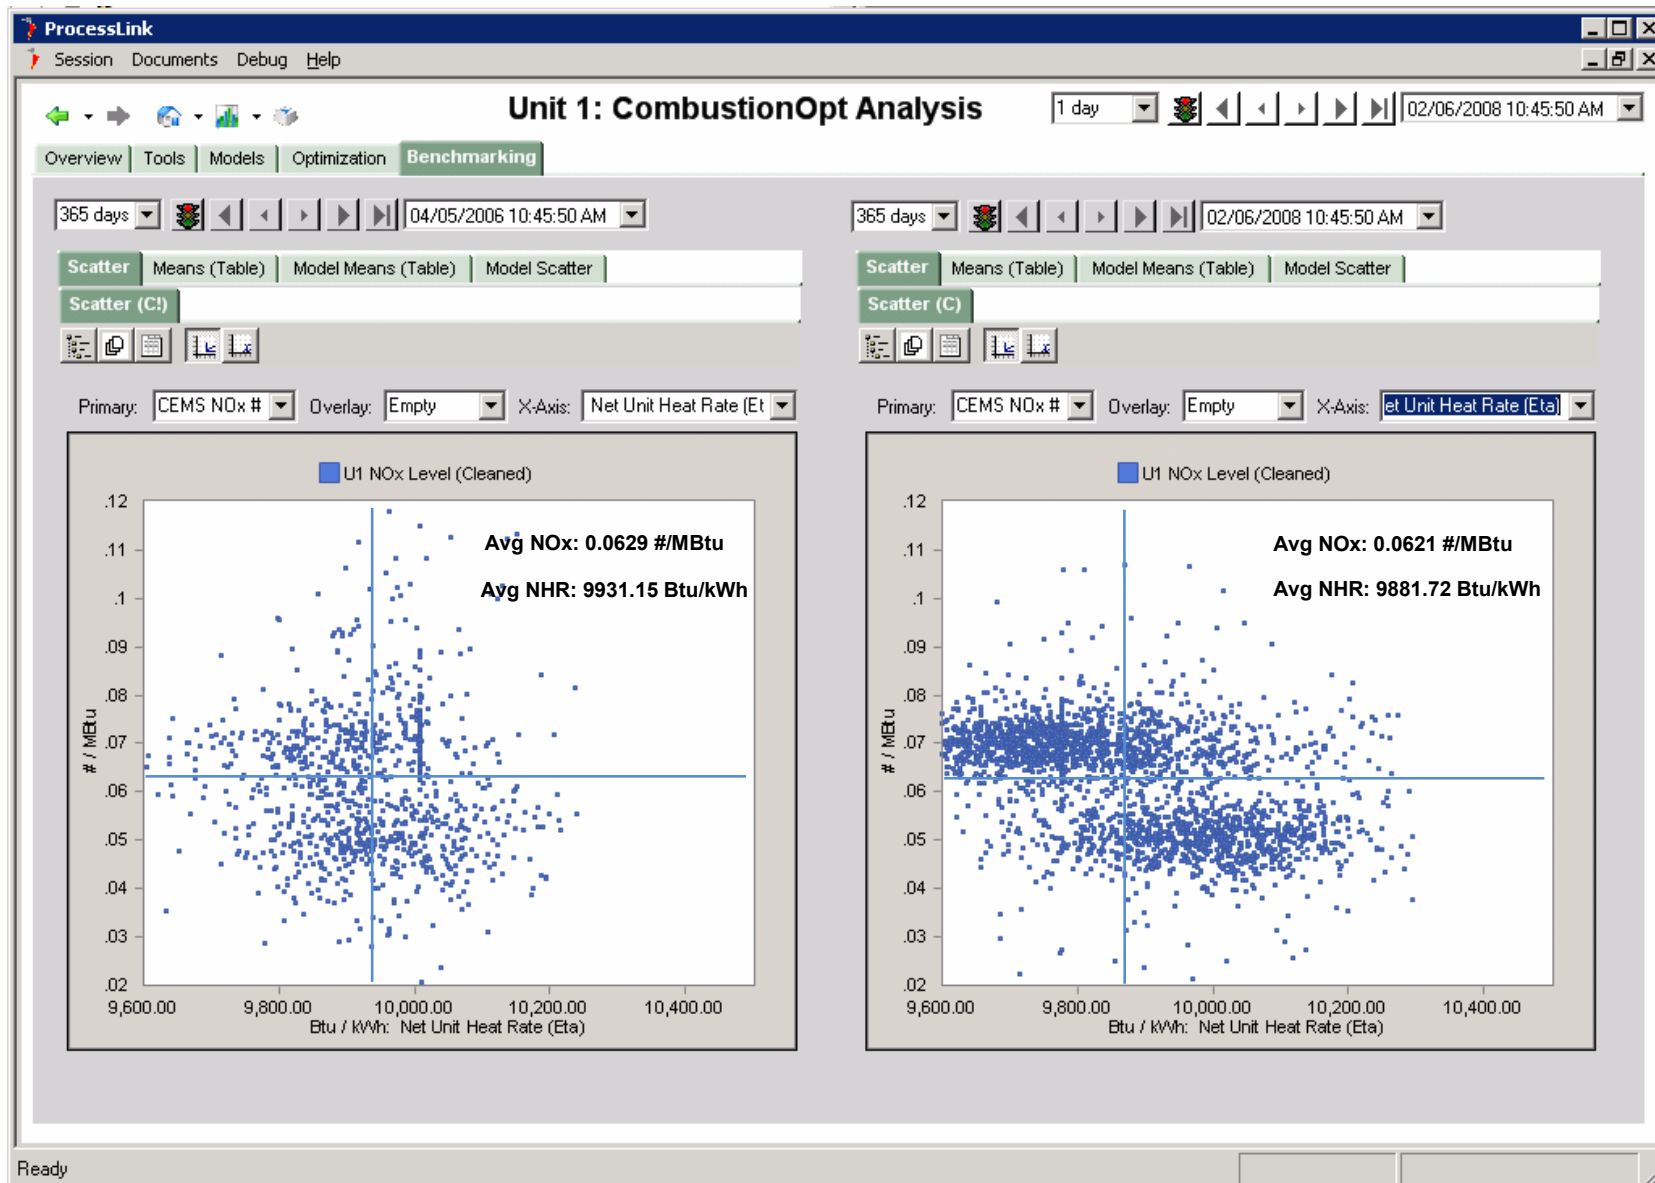 ProcessLink
Session Documents Debug Help
Unit 1: CombustionOpt Analysis
1 day
02/06/2008 10:45:50 AM
Overview Tools Models Optimization Benchmarking
365 days
04/05/2006 10:45:50 AM
Scatter Means (Table) Model Means (Table) Model Scatter
Scatter (C!)
Primary: CEMS NOx # Overlay: Empty X-Axis: Net Unit Heat Rate (Et
U1 NOx Level (Cleaned)
Avg NOx: 0.0629 #/MBtu
Avg NHR: 9931.15 Btu/kWh
# / MBtu
.12
.11
.1
.09
.08
.07
.06
.05
.04
.03
.02
9,600.00 9,800.00 10,000.00 10,200.00 10,400.00
Btu / kWh: Net Unit Heat Rate (Eta)
365 days
02/06/2008 10:45:50 AM
Scatter Means (Table) Model Means (Table) Model Scatter
Scatter (C)
Primary: CEMS NOx # Overlay: Empty X-Axis: et Unit Heat Rate (Eta)
U1 NOx Level (Cleaned)
Avg NOx: 0.0621 #/MBtu
Avg NHR: 9881.72 Btu/kWh
# / MBtu
.12
.11
.1
.09
.08
.07
.06
.05
.04
.03
.02
9,600.00 9,800.00 10,000.00 10,200.00 10,400.00
Btu / kWh: Net Unit Heat Rate (Eta)
Ready